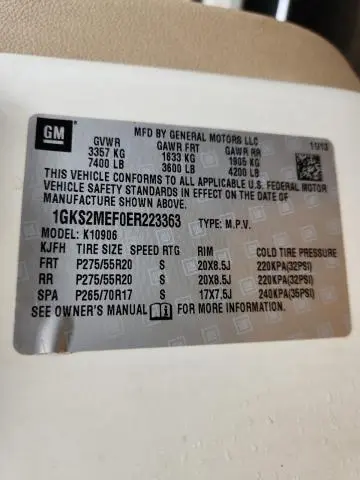 GM
MFD BY GENERAL MOTORS LLC 11/13
GVWR GAWR FRT GAWR RR
3357 KG 1633 KG 1905 KG
7400 LB 3600 LB 4200 LB
THIS VEHICLE CONFORMS TO ALL APPLICABLE U.S. FEDERAL MOTOR
VEHICLE SAFETY STANDARDS IN EFFECT ON THE DATE OF
MANUFACTURE SHOWN ABOVE.
1GKS2MEF0ER223363 TYPE: M.P.V.
MODEL: K10906
KJFH TIRE SIZE SPEED RTG RIM COLD TIRE PRESSURE
FRT P275/55R20 S 20X8.5J 220KPA(32PSI)
RR P275/55R20 S 20X8.5J 220KPA(32PSI)
SPA P265/70R17 S 17X7.5J 240KPA(35PSI)
SEE OWNER'S MANUAL FOR MORE INFORMATION.